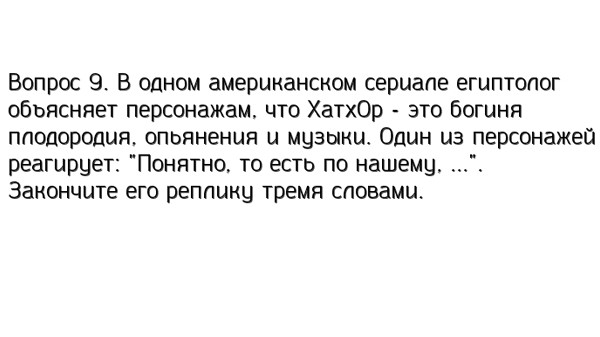 Вопрос 9. В одном американском сериале египтолог
объясняет персонажам, что ХатхОр - это богиня
плодородия, опьянения и музыки. Один из персонажей
реагирует: "Понятно, то есть по нашему, ...".
Закончите его реплику тремя словами.